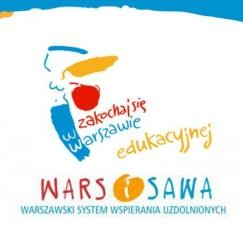 zakochaj się
w warszawie
edukacyjnej
WARS i SAWA
WARSZAWSKI SYSTEM WSPIERANIA UZDOLNIONYCH